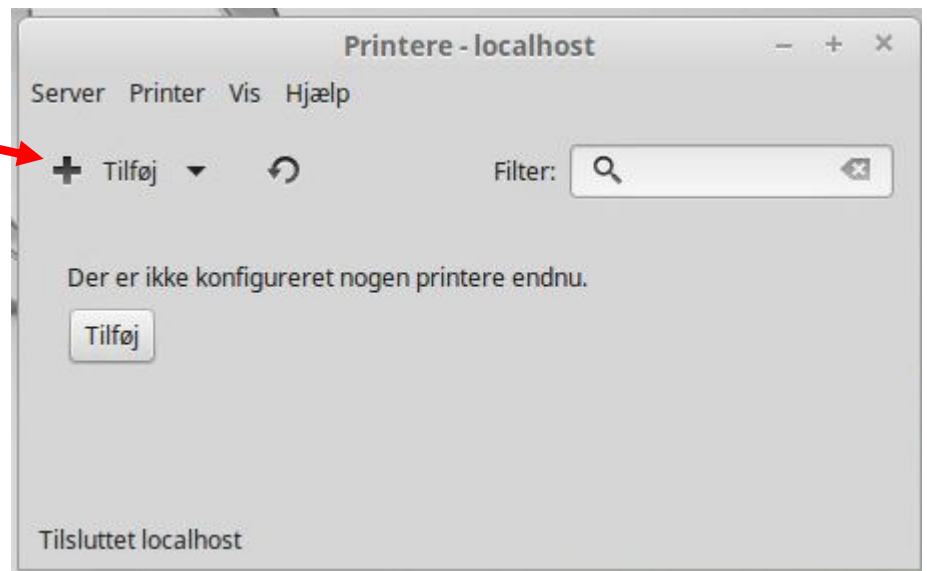 Printere - localhost
Server Printer Vis Hjælp
Tilføj Filter:
Der er ikke konfigureret nogen printere endnu.
Tilføj
Tilsluttet localhost